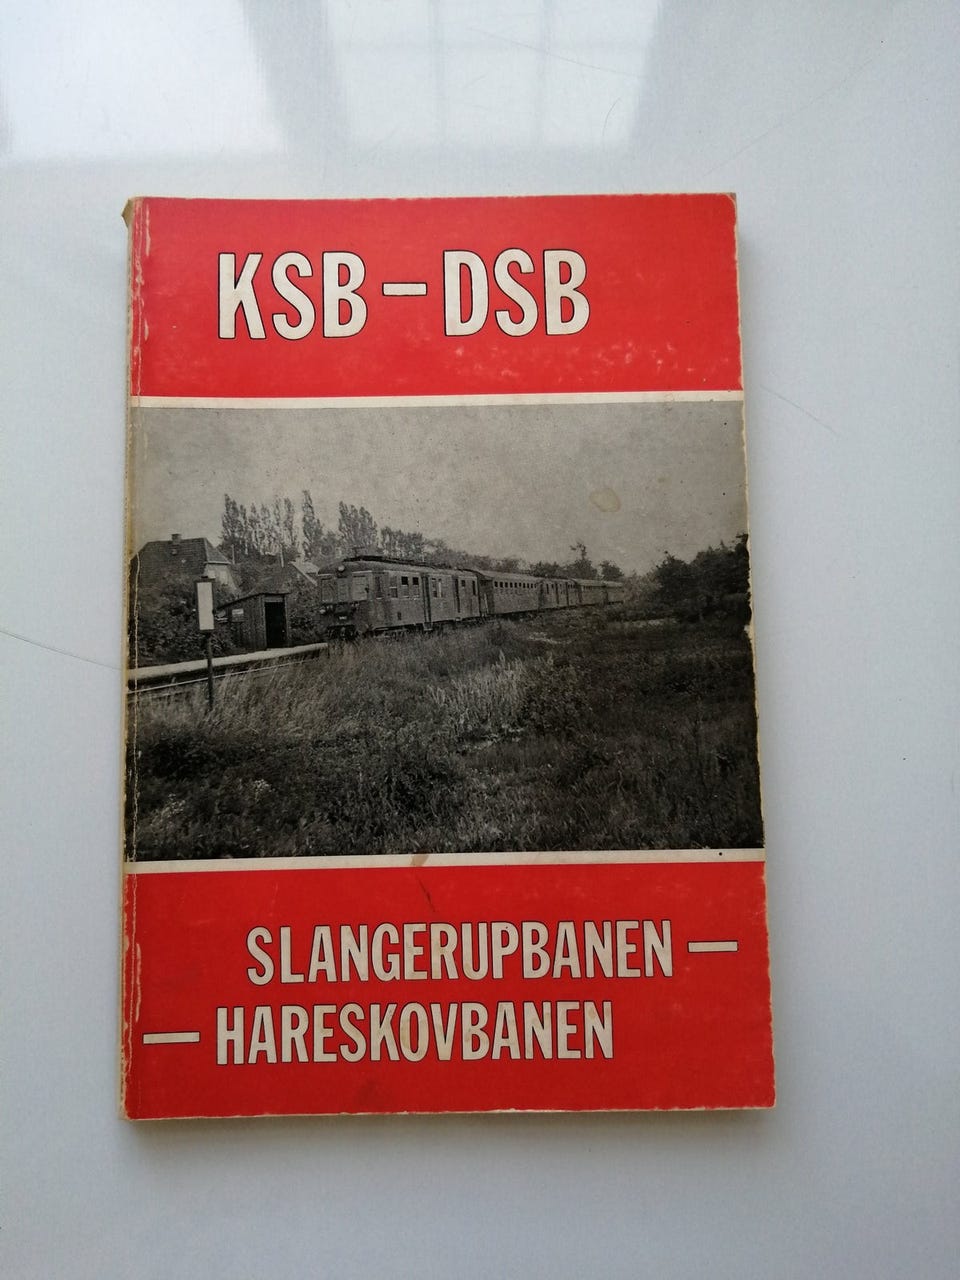 KSB – DSB
SLANGERUPBANEN –
– HARESKOVBANEN